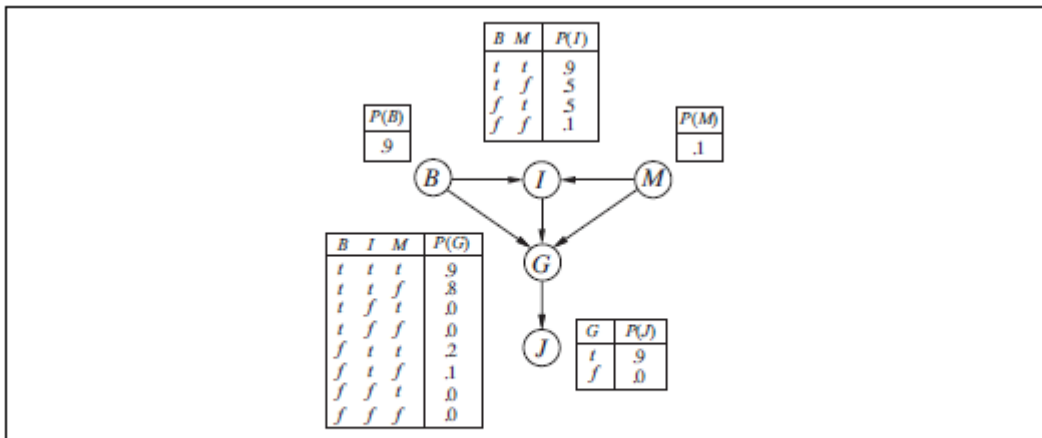 B M P(I)
t t .9
t f .5
f t .5
f f .1
P(B)
.9
P(M)
.1
B
I
M
B I M P(G)
t t t .9
t t f .8
t f t .0
t f f .0
f t t .2
f t f .1
f f t .0
f f f .0
G
J
G P(J)
t .9
f .0